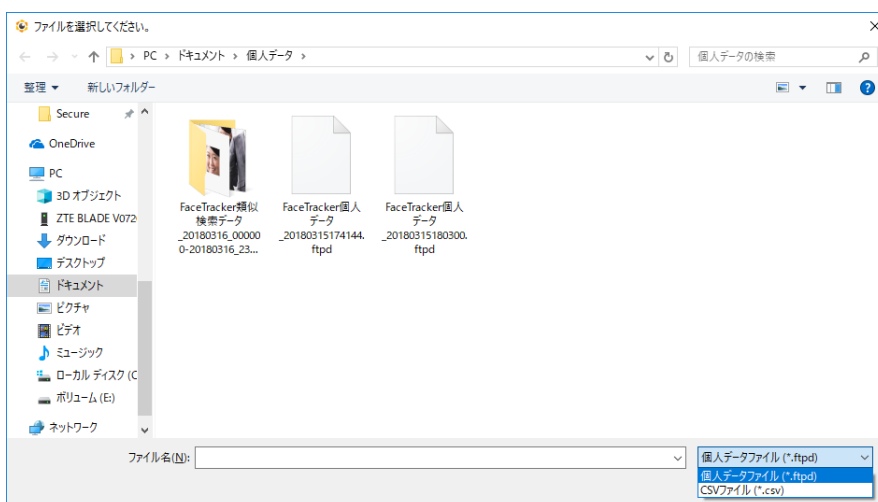 ファイルを選択してください。
PC › ドキュメント › 個人データ ›
個人データの検索
整理
新しいフォルダー
Secure
OneDrive
PC
3D オブジェクト
ZTE BLADE V072
ダウンロード
デスクトップ
ドキュメント
ピクチャ
ビデオ
ミュージック
ローカル ディスク (C
ボリューム (E:)
ネットワーク
FaceTracker類似
検索データ
_20180316_00000
0-20180316_23...
FaceTracker個人
データ
_20180315174144.
ftpd
FaceTracker個人
データ
_20180315180300.
ftpd
ファイル名(N):
個人データファイル (*.ftpd)
個人データファイル (*.ftpd)
CSVファイル (*.csv)